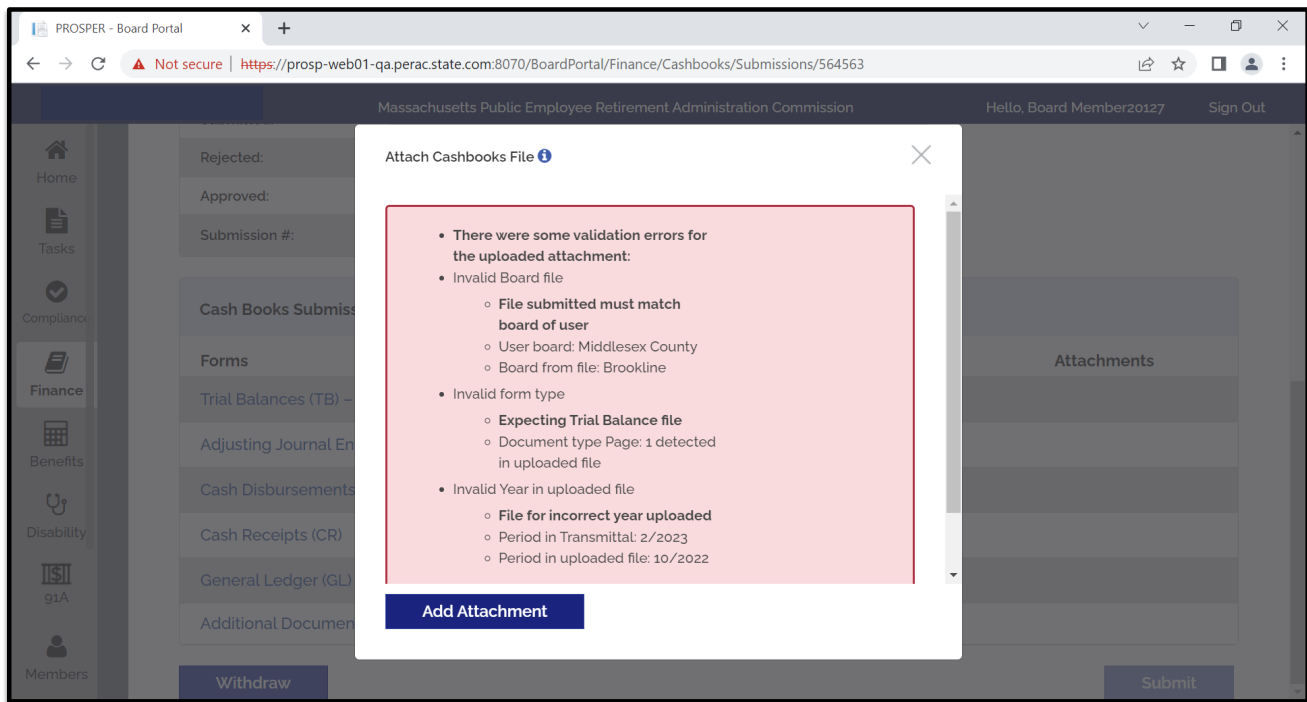 PROSPER - Board Portal
Not secure | https://prosp-web01-qa.perac.state.com:8070/BoardPortal/Finance/Cashbooks/Submissions/564563
Massachusetts Public Employee Retirement Administration Commission
Hello, Board Member20127
Sign Out
Home
Tasks
Compliance
Finance
Benefits
Disability
91A
Members
Rejected:
Approved:
Submission #:
Cash Books Submiss
Forms
Attachments
Trial Balances (TB) –
Adjusting Journal En
Cash Disbursements
Cash Receipts (CR)
General Ledger (GL)
Additional Documen
Withdraw
Submit
Attach Cashbooks File
• There were some validation errors for
the uploaded attachment:
• Invalid Board file
◦ File submitted must match
board of user
◦ User board: Middlesex County
◦ Board from file: Brookline
• Invalid form type
◦ Expecting Trial Balance file
◦ Document type Page: 1 detected
in uploaded file
• Invalid Year in uploaded file
◦ File for incorrect year uploaded
◦ Period in Transmittal: 2/2023
◦ Period in uploaded file: 10/2022
Add Attachment